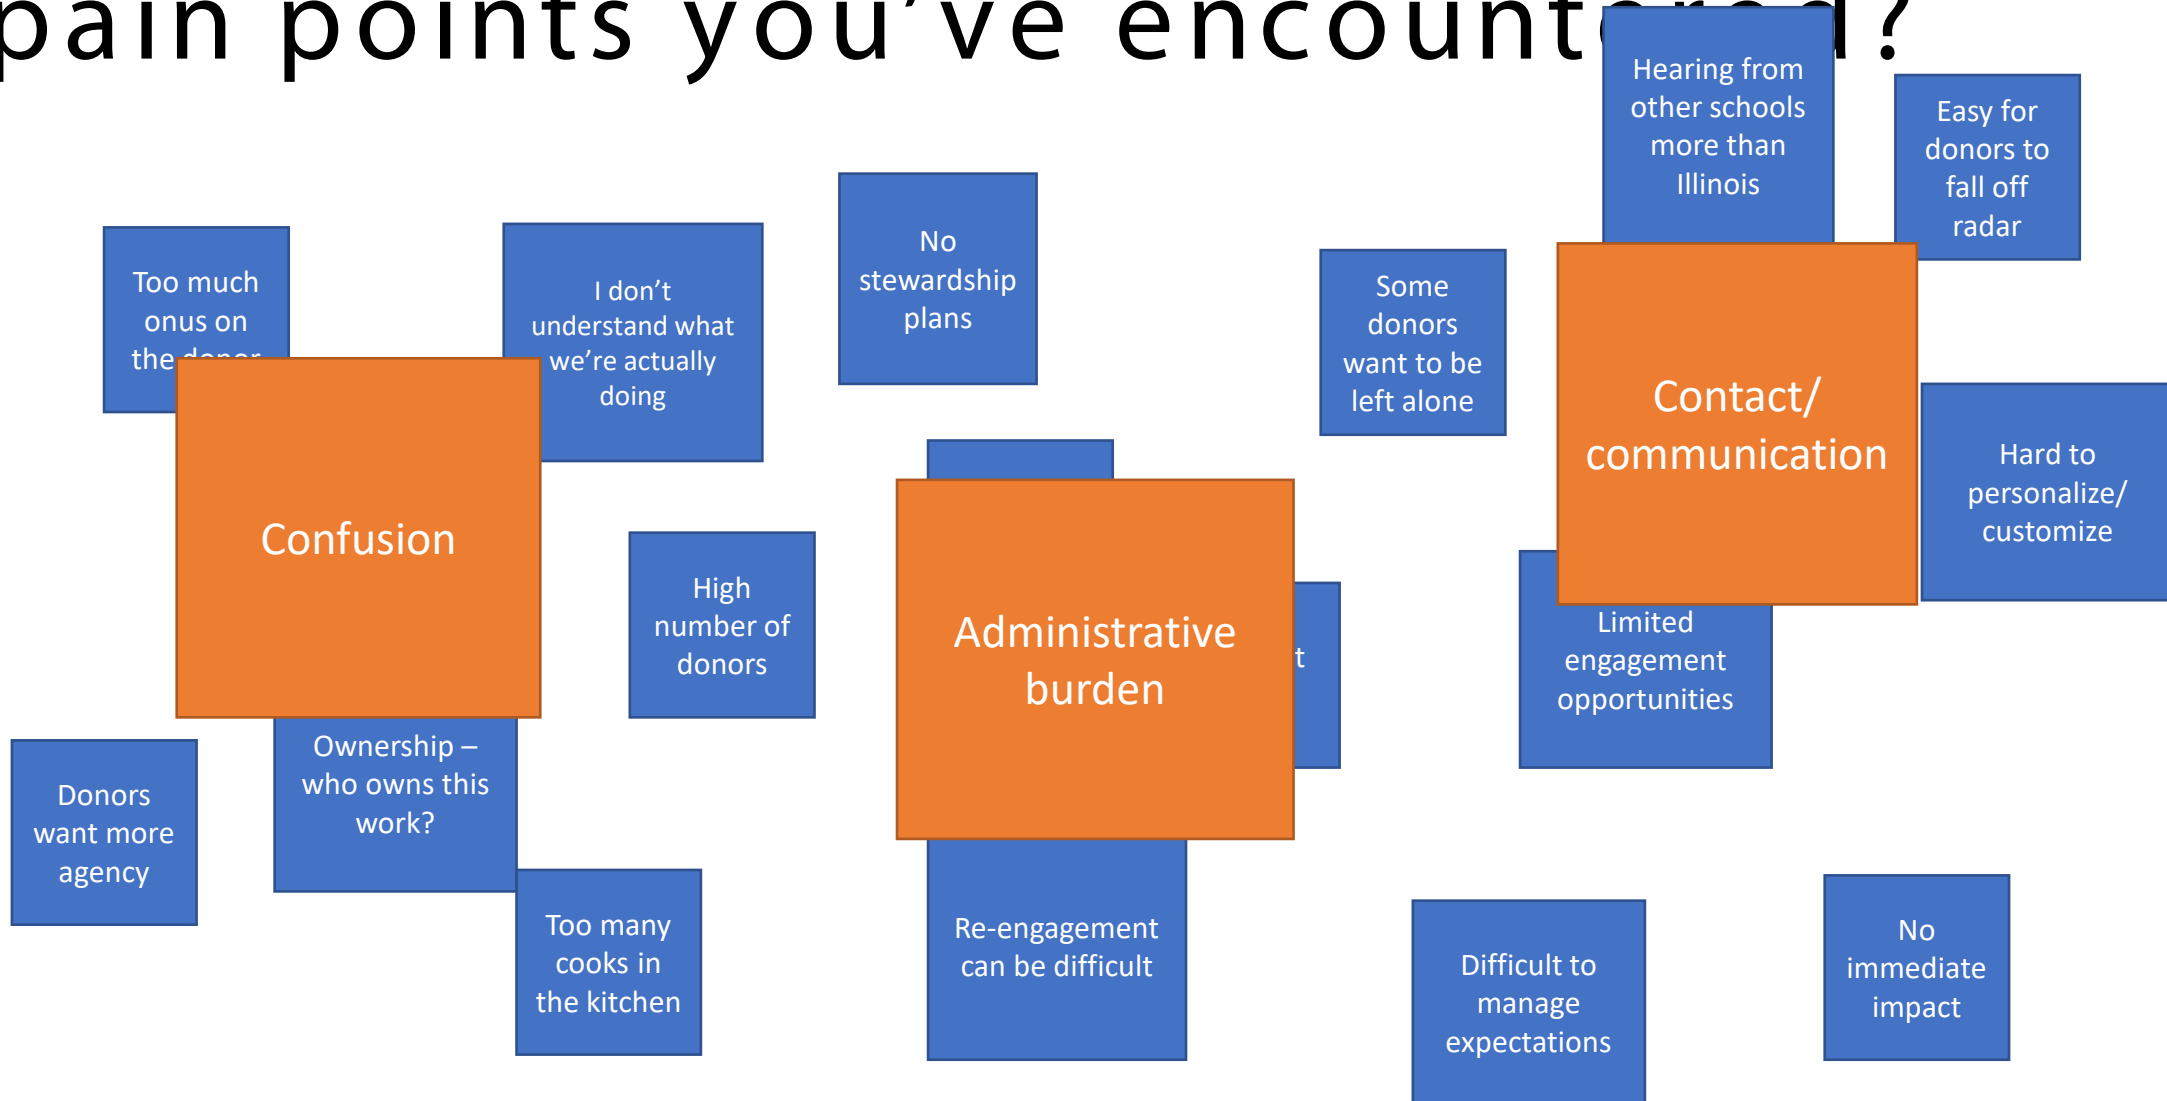 pain points you've encountered?
Hearing from
other schools
more than
Illinois
Easy for
donors to
fall off
radar
No
stewardship
plans
Too much
onus on
the donor
I don't
understand what
we're actually
doing
Some
donors
want to be
left alone
Contact/
communication
Hard to
personalize/
customize
Confusion
High
number of
donors
Administrative
burden
t
Limited
engagement
opportunities
Ownership –
who owns this
work?
Donors
want more
agency
Too many
cooks in
the kitchen
Re-engagement
can be difficult
Difficult to
manage
expectations
No
immediate
impact